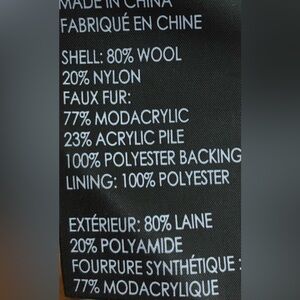 MADE IN CHINA
FABRIQUÉ EN CHINE
SHELL: 80% WOOL
20% NYLON
FAUX FUR:
77% MODACRYLIC
23% ACRYLIC PILE
100% POLYESTER BACKING
LINING: 100% POLYESTER
EXTÉRIEUR: 80% LAINE
20% POLYAMIDE
FOURRURE SYNTHÉTIQUE :
77% MODACRYLIQUE